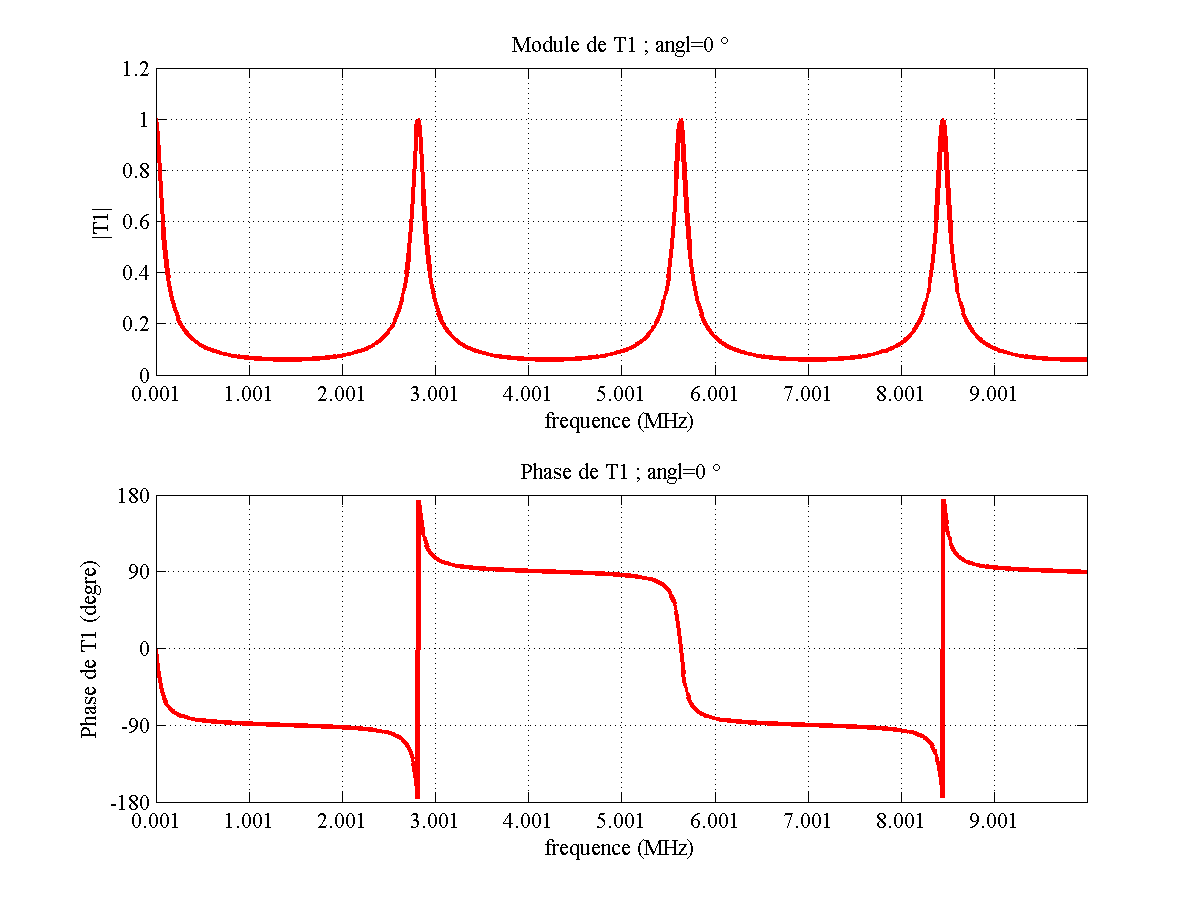 Module de T1 ; angl=0 °
1.2
1
0.8
0.6
0.4
0.2
0
|T1|
0.001 1.001 2.001 3.001 4.001 5.001 6.001 7.001 8.001 9.001
frequence (MHz)
Phase de T1 ; angl=0 °
180
90
0
-90
-180
Phase de T1 (degre)
0.001 1.001 2.001 3.001 4.001 5.001 6.001 7.001 8.001 9.001
frequence (MHz)